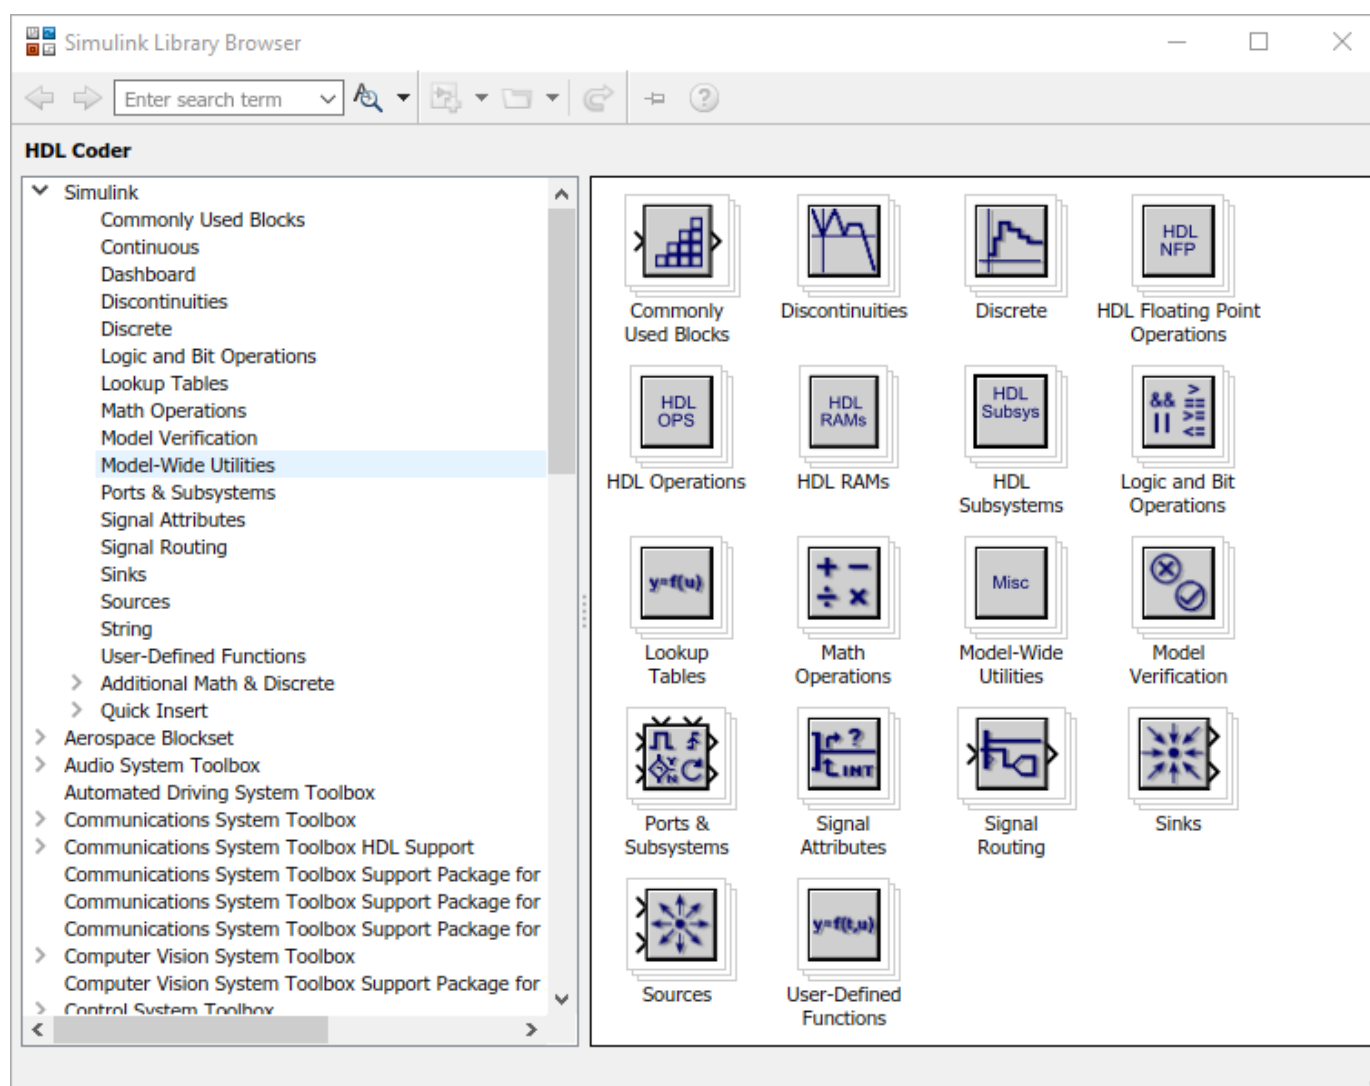 Simulink Library Browser
Enter search term
HDL Coder
Simulink
Commonly Used Blocks
Continuous
Dashboard
Discontinuities
Discrete
Logic and Bit Operations
Lookup Tables
Math Operations
Model Verification
Model-Wide Utilities
Ports & Subsystems
Signal Attributes
Signal Routing
Sinks
Sources
String
User-Defined Functions
Additional Math & Discrete
Quick Insert
Aerospace Blockset
Audio System Toolbox
Automated Driving System Toolbox
Communications System Toolbox
Communications System Toolbox HDL Support
Communications System Toolbox Support Package for
Communications System Toolbox Support Package for
Communications System Toolbox Support Package for
Computer Vision System Toolbox
Computer Vision System Toolbox Support Package for
Control System Toolbox
Commonly
Used Blocks
Discontinuities
Discrete
HDL
NFP
HDL Floating Point
Operations
HDL
OPS
HDL Operations
HDL
RAMs
HDL RAMs
HDL
Subsys
HDL
Subsystems
&& >
==
|| >=
<=
Logic and Bit
Operations
y=f(u)
Lookup
Tables
+ −
÷ ×
Math
Operations
Misc
Model-Wide
Utilities
Model
Verification
Y
N
Ports &
Subsystems
?
INT
Signal
Attributes
Signal
Routing
Sinks
Sources
y=f(t,u)
User-Defined
Functions